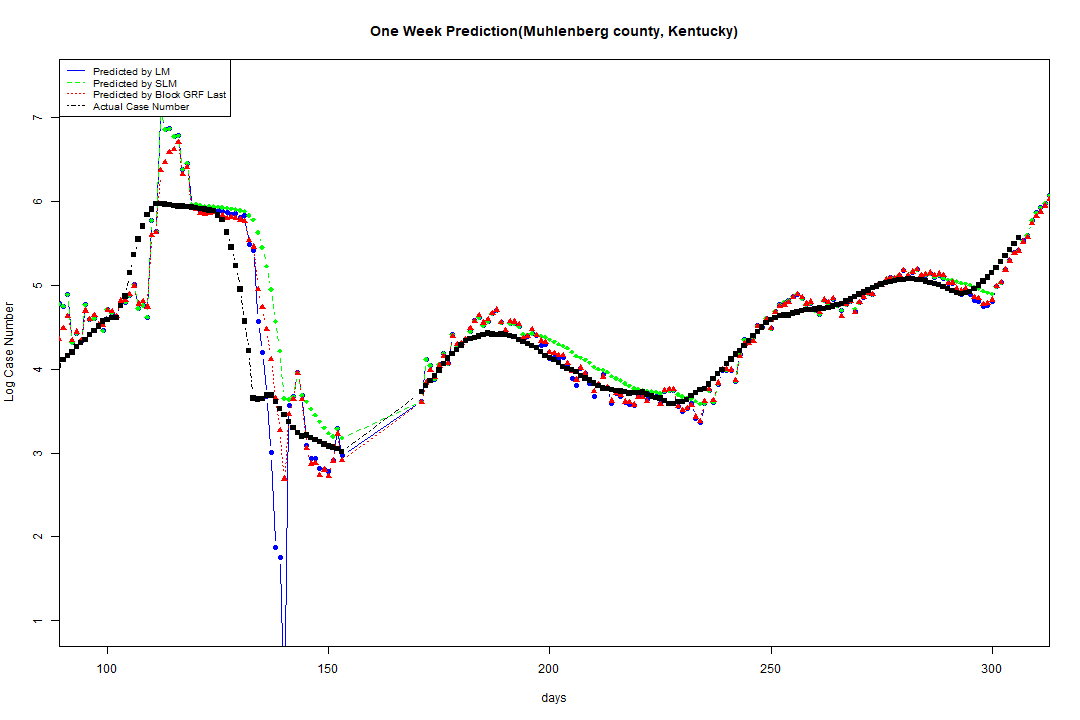 One Week Prediction(Muhlenberg county, Kentucky)
Predicted by LM
Predicted by SLM
Predicted by Block GRF Last
Actual Case Number
7
6
5
4
3
2
1
Log Case Number
100 150 200 250 300
days